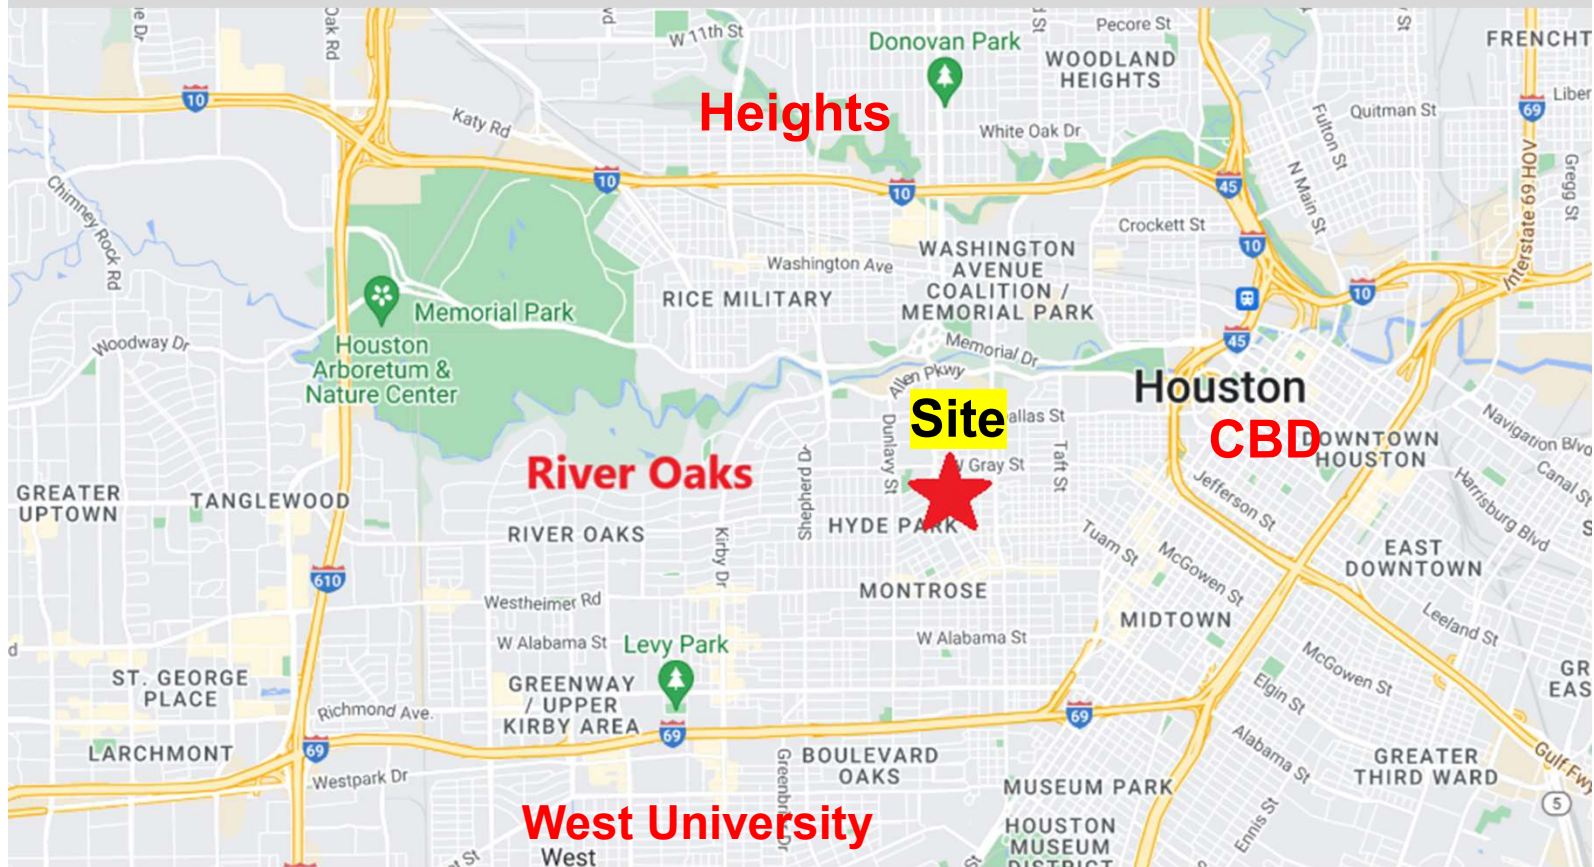 Oak Rd
W 11th St
Pecore St
Donovan Park
WOODLAND
HEIGHTS
FRENCHT
10
Heights
Katy Rd
White Oak Dr
Fulton St
Quitman St
Liber
69
Chimney Rock Rd
10
10
45
N Main St
Interstate 69 HOV
Gregg St
Crockett St
10
Washington Ave
WASHINGTON
AVENUE
COALITION /
MEMORIAL PARK
RICE MILITARY
10
Memorial Park
Woodway Dr
Houston
Arboretum &
Nature Center
Memorial Dr
45
Allen Pkwy
Houston
Site
allas St
CBD
DOWNTOWN
HOUSTON
Navigation Blvd
Canal St
Dunlavy St
Taft St
River Oaks
Shepherd Dr
Gray St
Harrisburg Blvd
GREATER
UPTOWN
TANGLEWOOD
Jefferson St
RIVER OAKS
HYDE PARK
Kirby Dr
Tuam St
McGowen St
EAST
DOWNTOWN
610
MONTROSE
Westheimer Rd
MIDTOWN
Leeland St
W Alabama St
Levy Park
W Alabama St
McGowen St
ST. GEORGE
PLACE
GREENWAY
/ UPPER
KIRBY AREA
Elgin St
GR
EAS
Richmond Ave.
69
69
69
Alabama St
LARCHMONT
BOULEVARD
OAKS
GREATER
THIRD WARD
Gulf Fwy
Westpark Dr
Greenbriar Dr
MUSEUM PARK
5
West University
Ennis St
HOUSTON
MUSEUM
DISTRICT
West